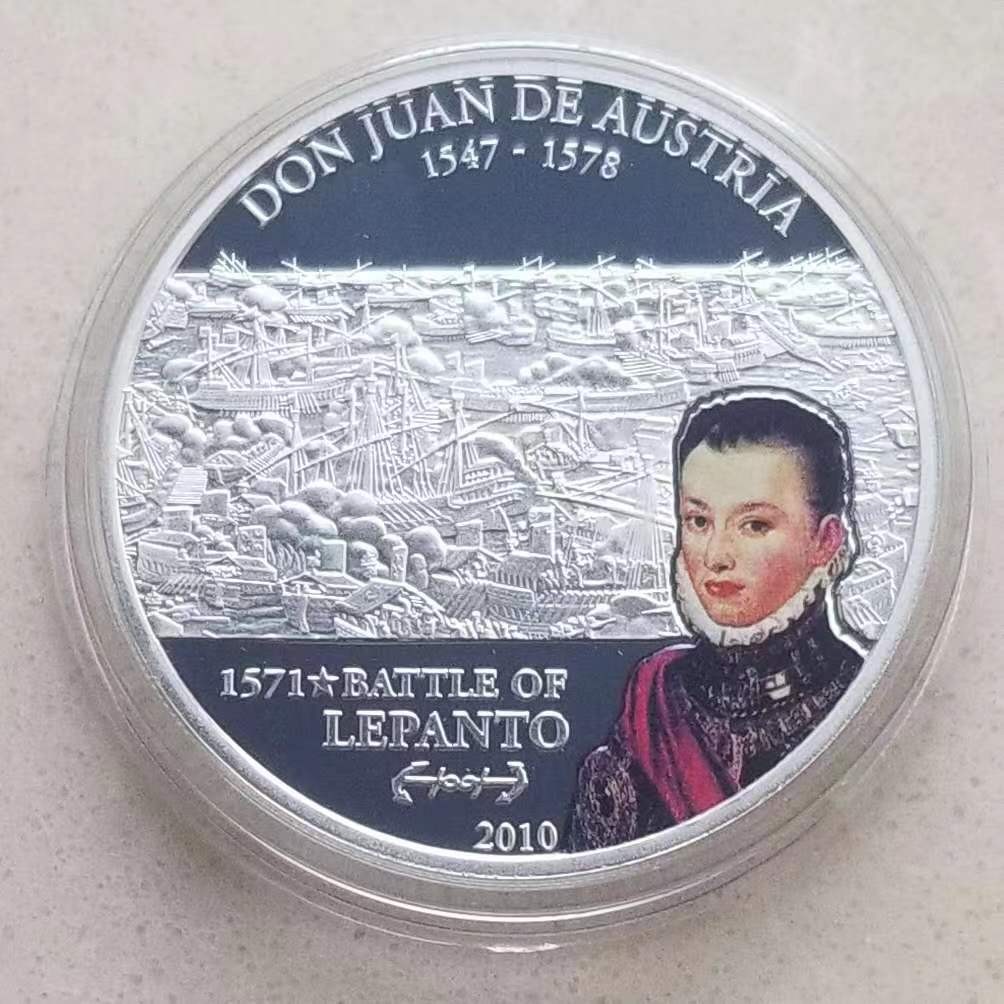 DON JUAN DE AUSTRIA
1547 - 1578
1571☆BATTLE OF
LEPANTO
2010